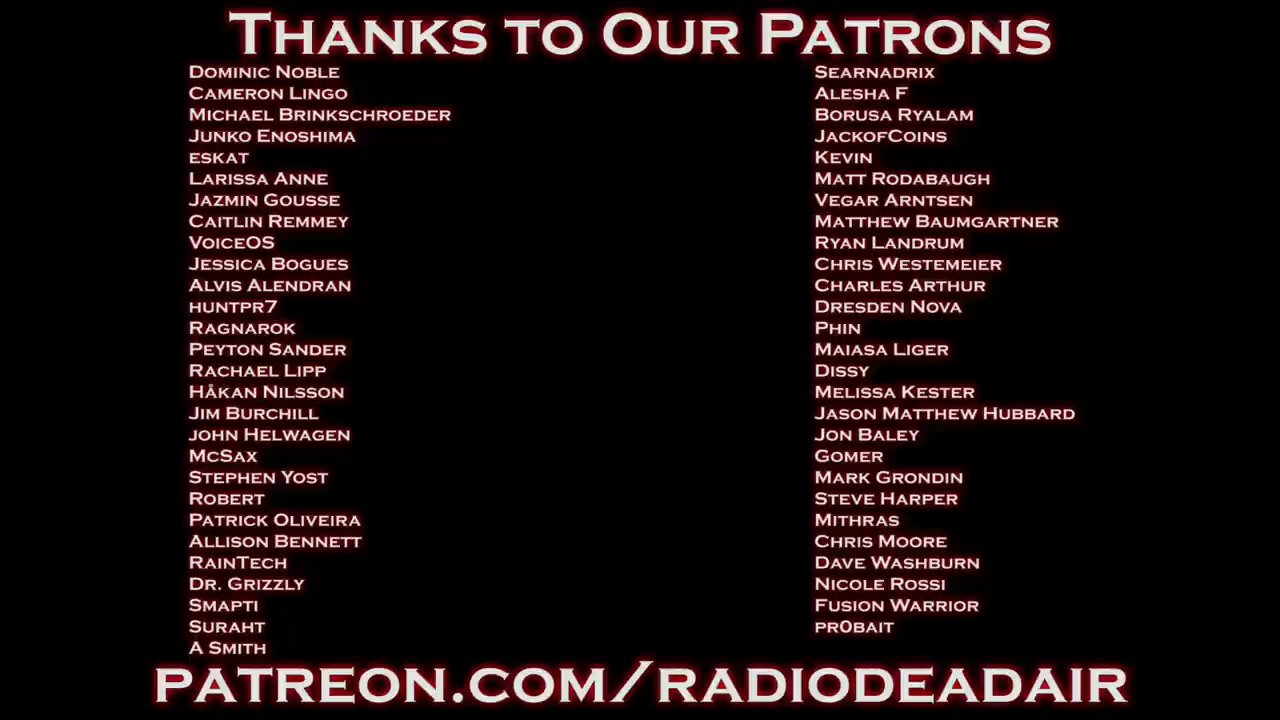 Thanks to Our Patrons
Dominic Noble
Cameron Lingo
Michael Brinkschroeder
Junko Enoshima
eskat
Larissa Anne
Jazmin Gousse
Caitlin Remmey
VoiceOS
Jessica Bogues
Alvis Alendran
huntpr7
Ragnarok
Peyton Sander
Rachael Lipp
Håkan Nilsson
Jim Burchill
john Helwagen
McSax
Stephen Yost
Robert
Patrick Oliveira
Allison Bennett
RainTech
Dr. Grizzly
Smapti
Suraht
A Smith
Searnadrix
Alesha F
Borusa Ryalam
JackofCoins
Kevin
Matt Rodabaugh
Vegar Arntsen
Matthew Baumgartner
Ryan Landrum
Chris Westemeier
Charles Arthur
Dresden Nova
Phin
Maiasa Liger
Dissy
Melissa Kester
Jason Matthew Hubbard
Jon Baley
Gomer
Mark Grondin
Steve Harper
Mithras
Chris Moore
Dave Washburn
Nicole Rossi
Fusion Warrior
pr0bait
patreon.com/radiodeadair